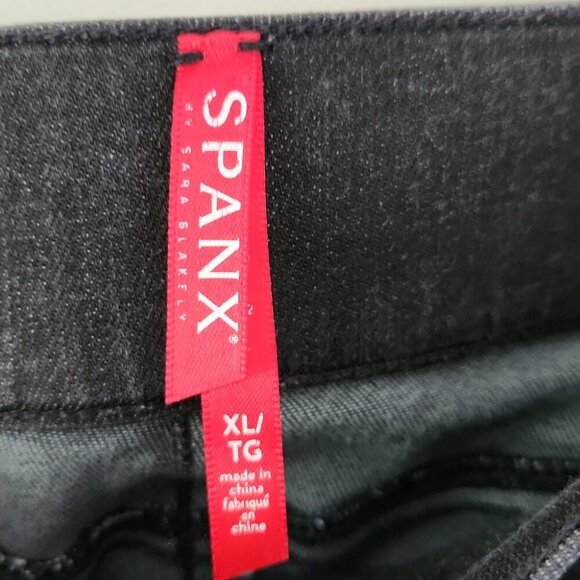 SPANX®
BY SARA BLAKELY
XL/
TG
made in
china
fabriqué
en
chine